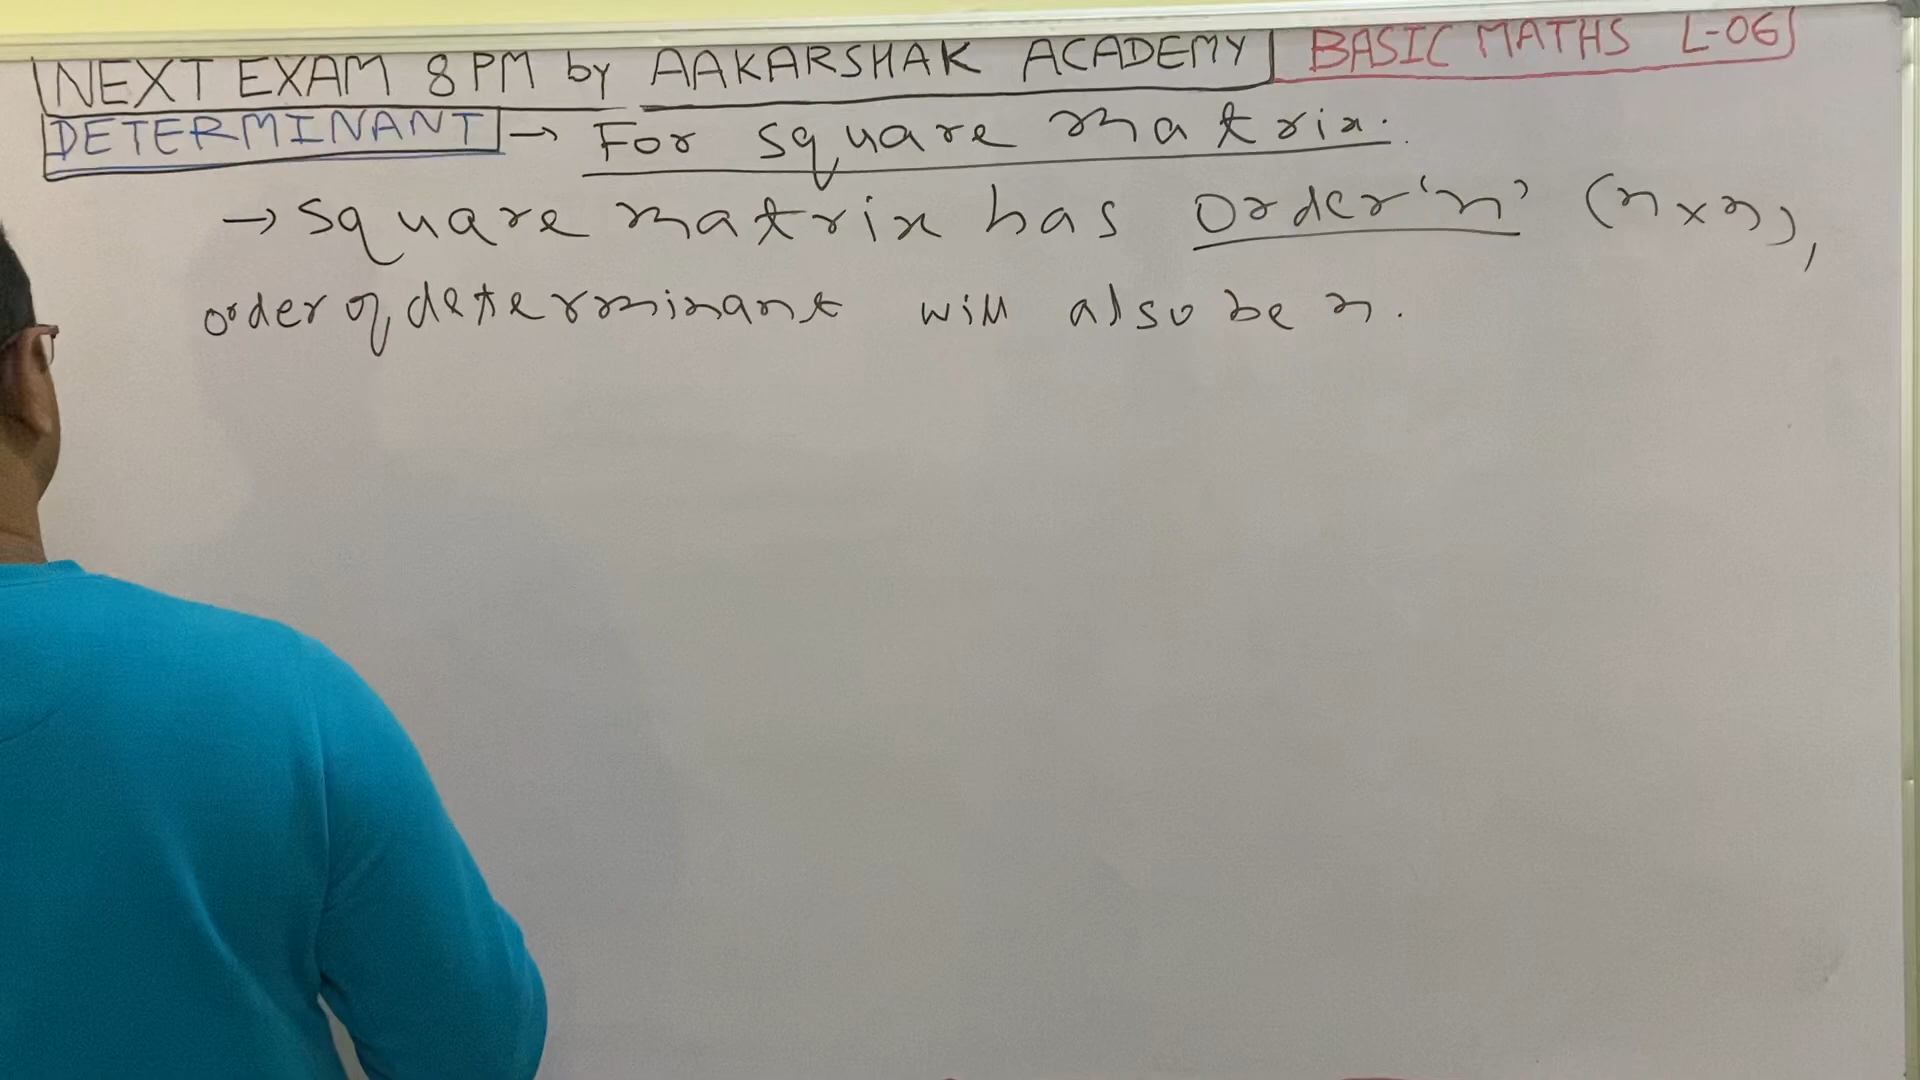 NEXT EXAM 8 PM by AAKARSHAK ACADEMY BASIC MATHS L-06
DETERMINANT → For square matrix.
→ Square matrix has order 'n' (n x n),
order of determinant will also be n.